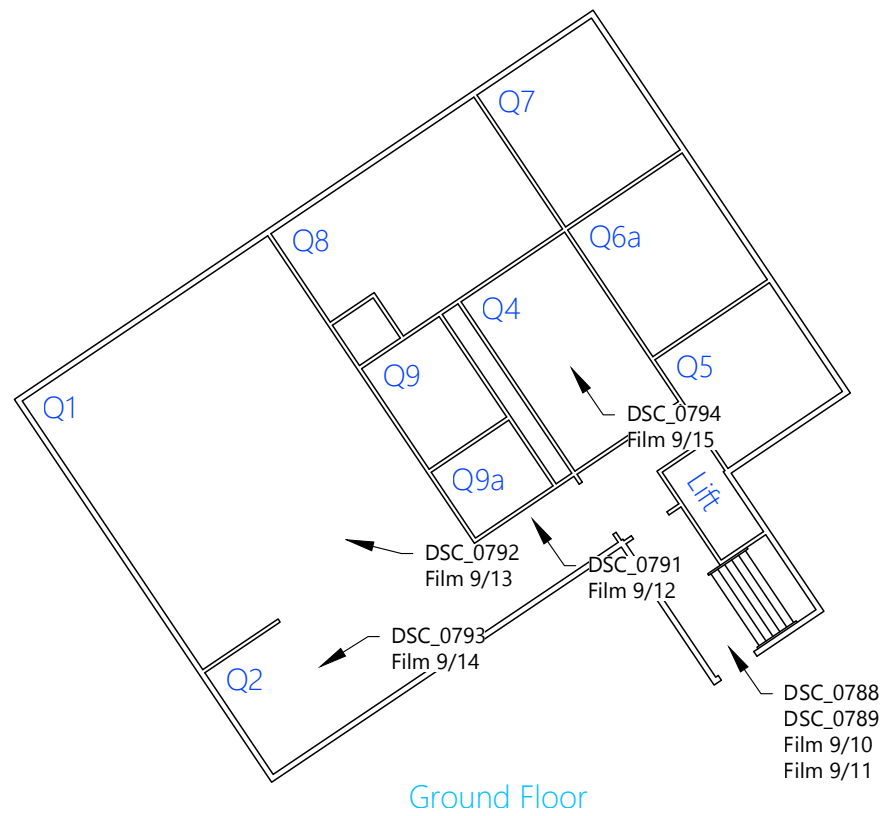 Q7
Q8
Q6a
Q4
Q5
Q9
Q1
DSC_0794
Film 9/15
Q9a
Lift
DSC_0792
Film 9/13
DSC_0791
Film 9/12
DSC_0793
Film 9/14
Q2
DSC_0788
DSC_0789
Film 9/10
Film 9/11
Ground Floor